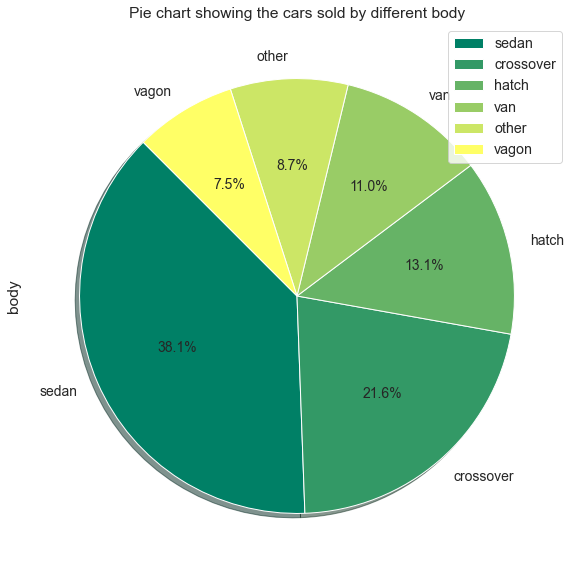 Pie chart showing the cars sold by different body
sedan
crossover
hatch
van
other
vagon
other
vagon
van
8.7%
7.5%
11.0%
hatch
13.1%
body
38.1%
sedan
21.6%
crossover